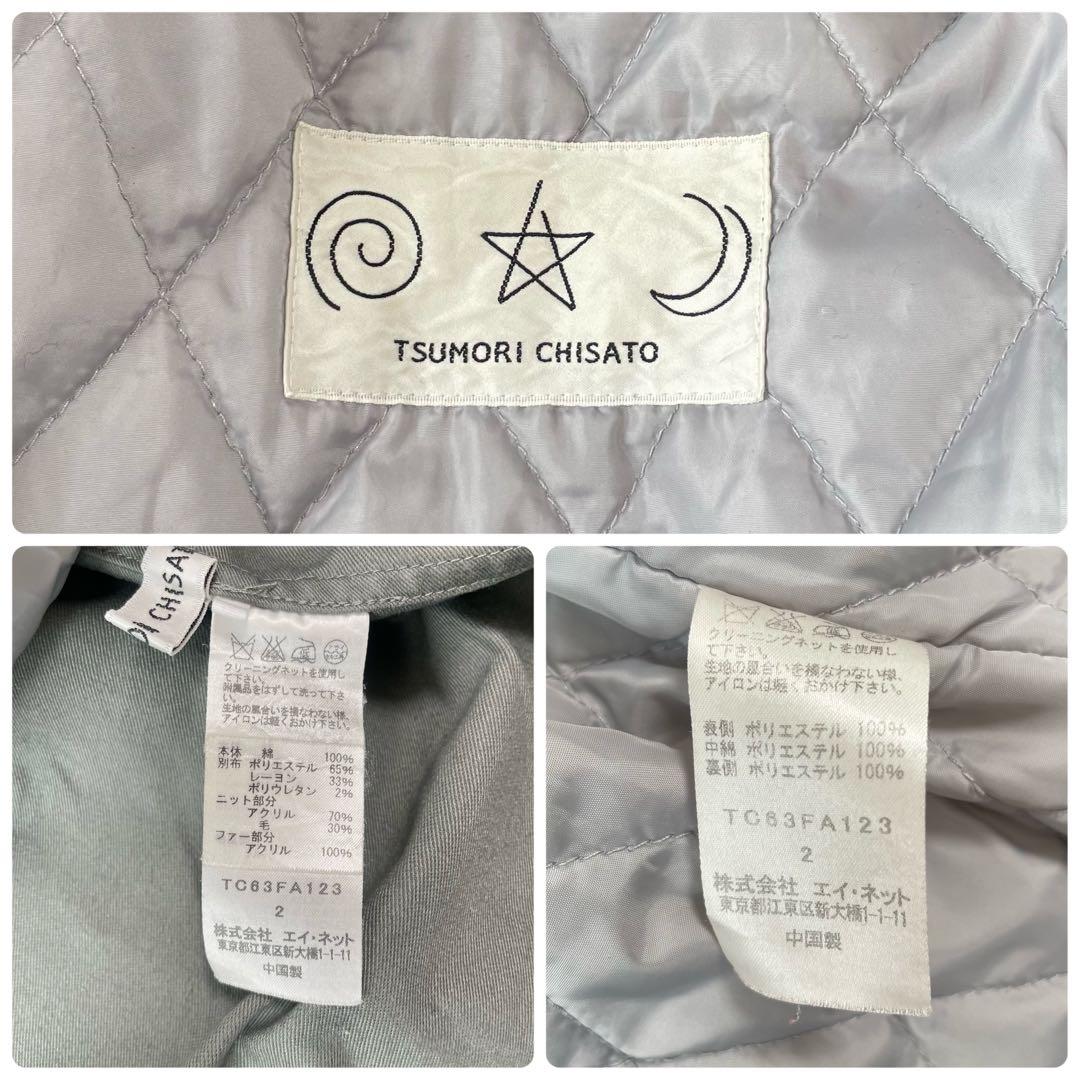 TSUMORI CHISATO
CHISAT
クリーニングネットを使用し
て下さい。
附属品をはずして洗って下さ
い。
生地の風合いを損なわない様、
アイロンは軽くおかけ下さい。
本体 綿 100%
別布 ポリエステル 65%
レーヨン 33%
ポリウレタン 2%
ニット部分
アクリル 70%
毛 30%
ファー部分
アクリル 100%
TC63FA123
2
株式会社 エイ・ネット
東京都江東区新大橋1-1-11
中国製
クリーニングネットを使用し
て下さい。
生地の風合いを損なわない様、
アイロンは軽くおかけ下さい。
表側 ポリエステル 100%
中綿 ポリエステル 100%
裏側 ポリエステル 100%
TC63FA123
2
株式会社 エイ・ネット
東京都江東区新大橋1-1-11
中国製